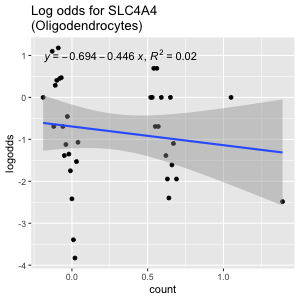 Log odds for SLC4A4
(Oligodendrocytes)
y = −0.694 − 0.446 x, R² = 0.02
1
0
-1
-2
-3
-4
logodds
0.0 0.5 1.0
count